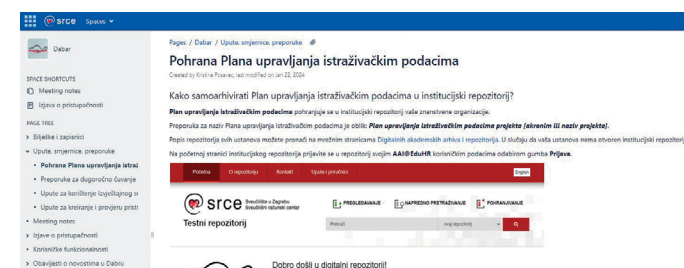 srce Spaces
Dabar
SPACE SHORTCUTS
Meeting notes
Izjava o pristupačnosti
PAGE TREE
Bilješke i zapisnici
Upute, smjernice, preporuke
Pohrana Plana upravljanja istraž
Preporuke za dugoročno čuvanje
Upute za korištenje Izvještajnog s
Upute za kreiranje i provjeru prist
Meeting notes
Izjave o pristupačnosti
Korisničke funkcionalnosti
Obavijesti o novostima u Dabru
Pages / Dabar / Upute, smjernice, preporuke
Pohrana Plana upravljanja istraživačkim podacima
Created by Kristina Posavec, last modified on Jan 22, 2024
Kako samoarhivirati Plan upravljanja istraživačkim podacima u institucijski repozitorij?
Plan upravljanja istraživačkim podacima pohranjuje se u institucijski repozitorij vaše znanstvene organizacije.
Preporuka za naziv Plana upravljanja istraživačkim podacima je oblik: Plan upravljanja istraživačkim podacima projekta [akronim ili naziv projekta].
Popis repozitorija svih ustanova možete pronaći na mrežnim stranicama Digitalnih akademskih arhiva i repozitorija. U slučaju da vaša ustanova nema otvoren institucijski repozitorij
Na početnoj stranici institucijskog repozitorija prijavite se u repozitorij svojim AAI@EduHR korisničkim podacima odabirom gumba Prijava.
Početna O repozitoriju Kontakt Upute i priručnici English
srce Sveučilište u Zagrebu
Sveučilišni računski centar
PREGLEDAVANJE NAPREDNO PRETRAŽIVANJE POHRANJIVANJE
Testni repozitorij
Pretraži ovaj repozitorij
Dobro došli u digitalni repozitorij!